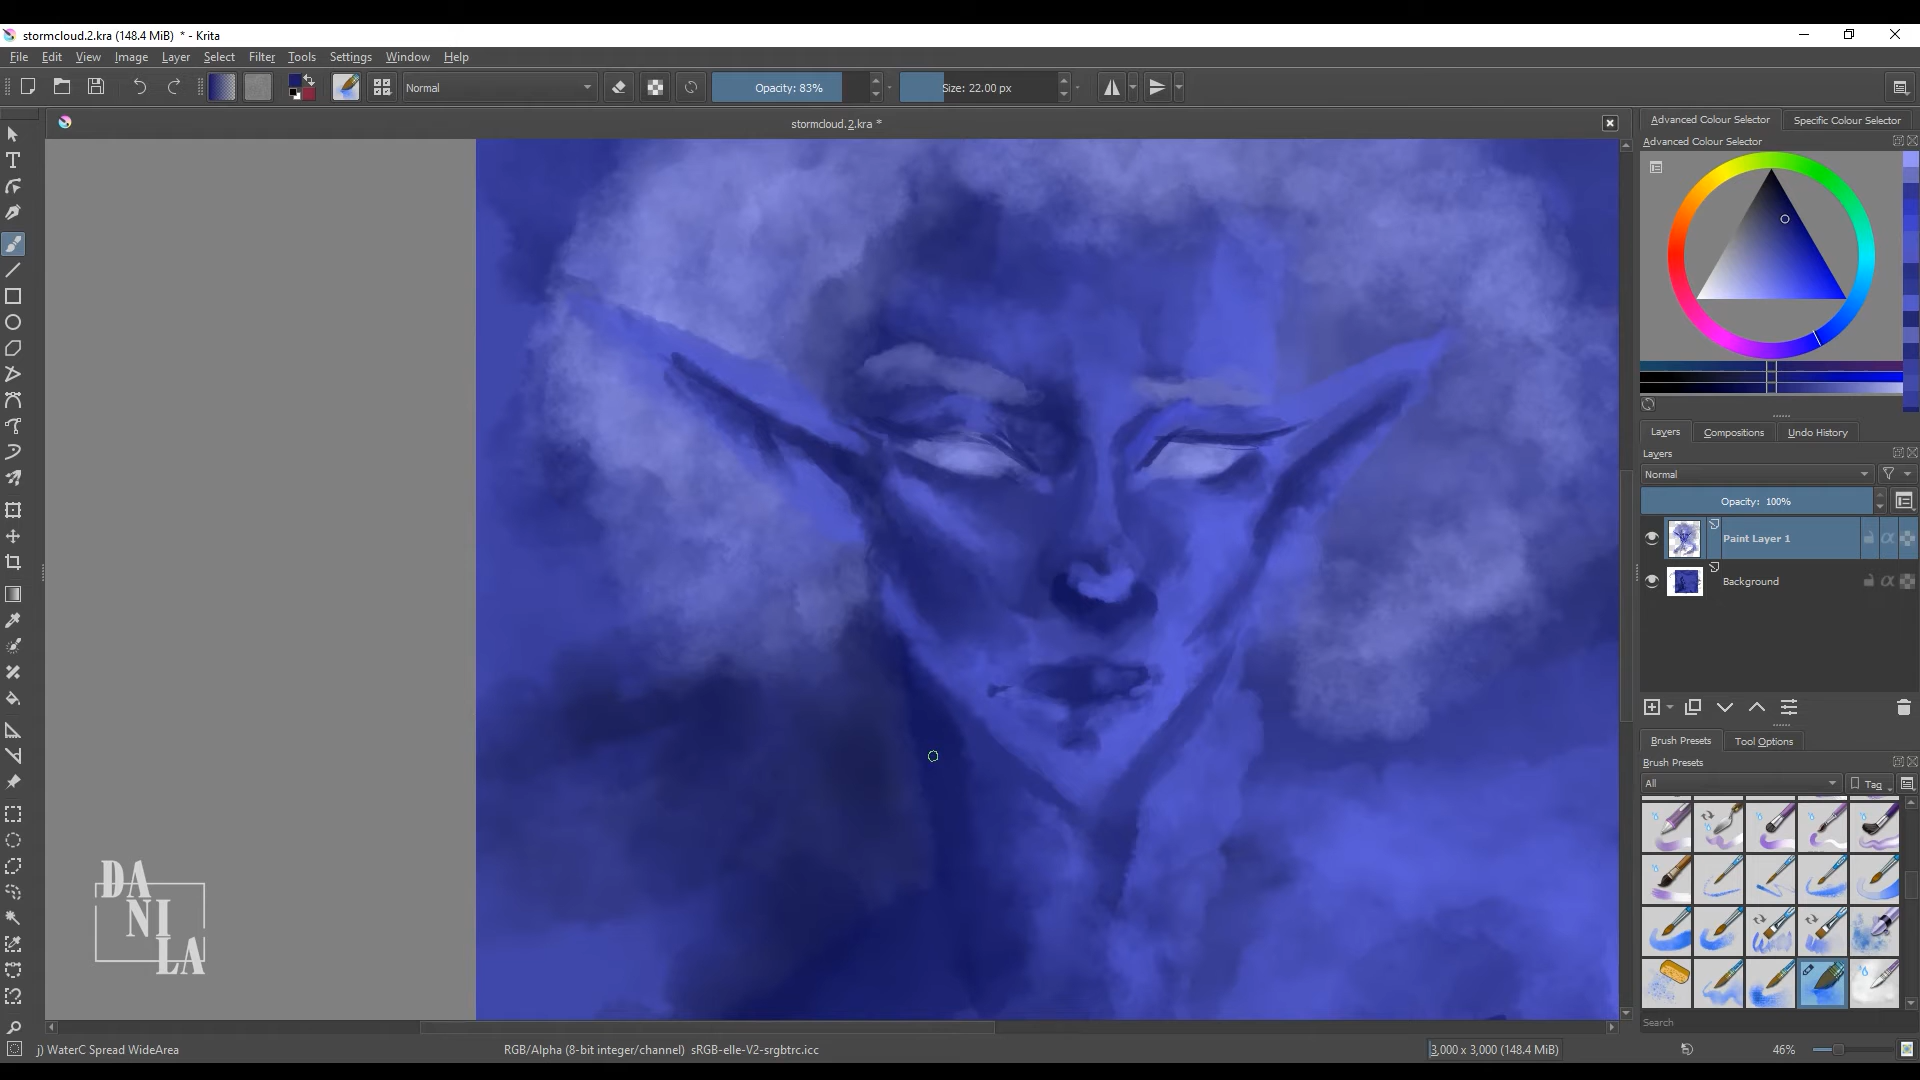 stormcloud.2.kra (148.4 MiB) * - Krita
File Edit View Image Layer Select Filter Tools Settings Window Help
Normal
Opacity: 83%
Size: 22.00 px
stormcloud.2.kra *
Advanced Colour Selector
Specific Colour Selector
Advanced Colour Selector
Layers
Compositions
Undo History
Layers
Normal
Opacity: 100%
Paint Layer 1
Background
Brush Presets
Tool Options
Brush Presets
All
Tag
Search
DA
NI
LA
j) WaterC Spread WideArea
RGB/Alpha (8-bit integer/channel) sRGB-elle-V2-srgbtrc.icc
3,000 x 3,000 (148.4 MiB)
46%